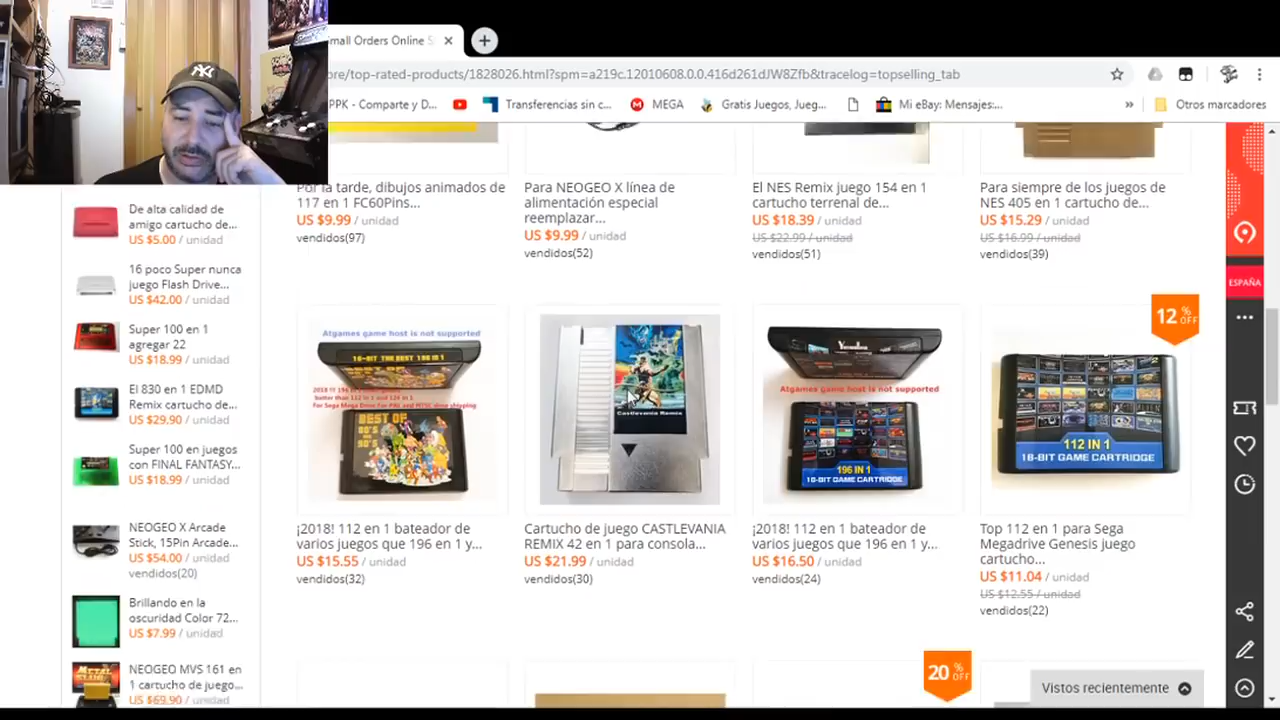 mall Orders Online S
ore/top-rated-products/1828026.html?spm=a219c.12010608.0.0.416d261dJW8Zfb&tracelog=topselling_tab
PPK - Comparte y D...
Transferencias sin c...
MEGA
Gratis Juegos, Jueg...
Mi eBay: Mensajes:...
»
Otros marcadores
De alta calidad de
amigo cartucho de...
US $5.00 / unidad
16 poco Super nunca
juego Flash Drive...
US $42.00 / unidad
Super 100 en 1
agregar 22
US $18.99 / unidad
El 830 en 1 EDMD
Remix cartucho de...
US $29.90 / unidad
Super 100 en juegos
con FINAL FANTASY...
US $18.99 / unidad
NEOGEO X Arcade
Stick, 15Pin Arcade...
US $54.00 / unidad
vendidos(20)
Brillando en la
oscuridad Color 72...
US $7.99 / unidad
NEOGEO MVS 161 en
1 cartucho de juego...
US $69.90 / unidad
Por la tarde, dibujos animados de
117 en 1 FC60Pins...
US $9.99 / unidad
vendidos(97)
Para NEOGEO X línea de
alimentación especial
reemplazar...
US $9.99 / unidad
vendidos(52)
El NES Remix juego 154 en 1
cartucho terrenal de...
US $18.39 / unidad
US $22.99 / unidad
vendidos(51)
Para siempre de los juegos de
NES 405 en 1 cartucho de...
US $15.29 / unidad
US $16.99 / unidad
vendidos(39)
Atgames game host is not supported
16-BIT THE BEST 196 IN 1
BEST OF
¡2018! 112 en 1 bateador de
varios juegos que 196 en 1 y...
US $15.55 / unidad
vendidos(32)
Castlevania Remix
Cartucho de juego CASTLEVANIA
REMIX 42 en 1 para consola...
US $21.99 / unidad
vendidos(30)
Atgames game host is not supported
196 IN 1
16-BIT GAME CARTRIDGE
¡2018! 112 en 1 bateador de
varios juegos que 196 en 1 y...
US $16.50 / unidad
vendidos(24)
12 % OFF
112 IN 1
16-BIT GAME CARTRIDGE
Top 112 en 1 para Sega
Megadrive Genesis juego
cartucho...
US $11.04 / unidad
US $12.55 / unidad
vendidos(22)
20 % OFF
Vistos recientemente
ESPAÑA